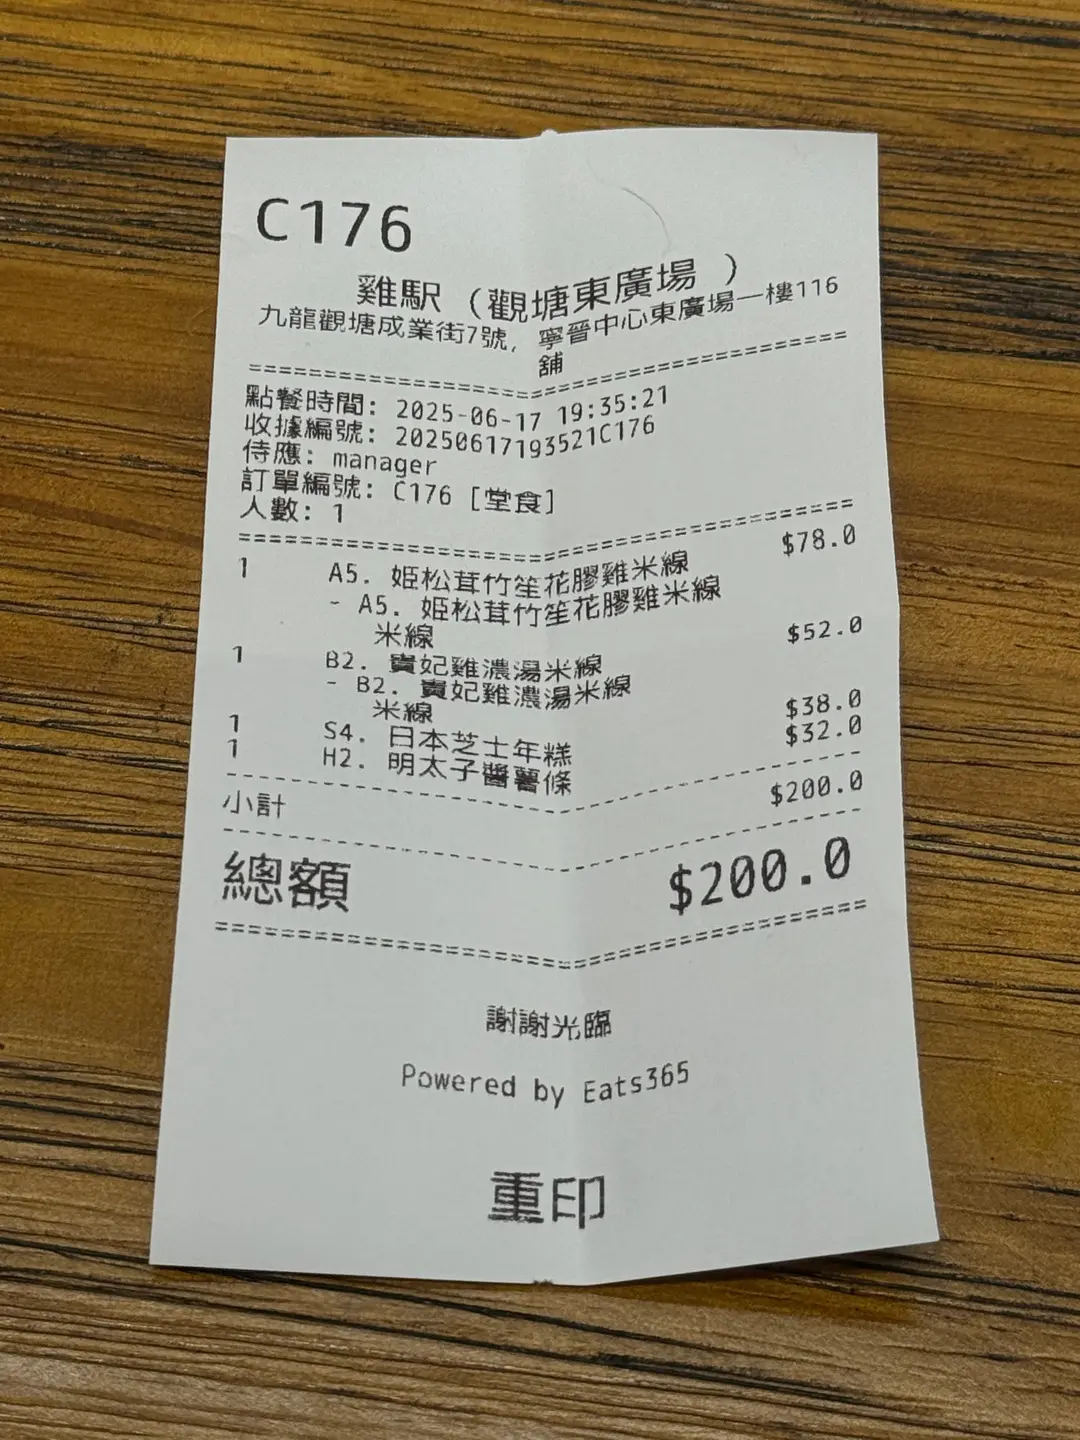 C176
雞駅（觀塘東廣場 ）
九龍觀塘成業街7號, 寧晉中心東廣場一樓116
舖
點餐時間: 2025-06-17 19:35:21
收據編號: 20250617193521C176
侍應: manager
訂單編號: C176 [堂食]
人數: 1
1 A5. 姬松茸竹笙花膠雞米線 $78.0
- A5. 姬松茸竹笙花膠雞米線
米線
1 B2. 貴妃雞濃湯米線 $52.0
- B2. 貴妃雞濃湯米線
米線
1 S4. 日本芝士年糕 $38.0
1 H2. 明太子醬薯條 $32.0
小計 $200.0
總額 $200.0
謝謝光臨
Powered by Eats365
重印